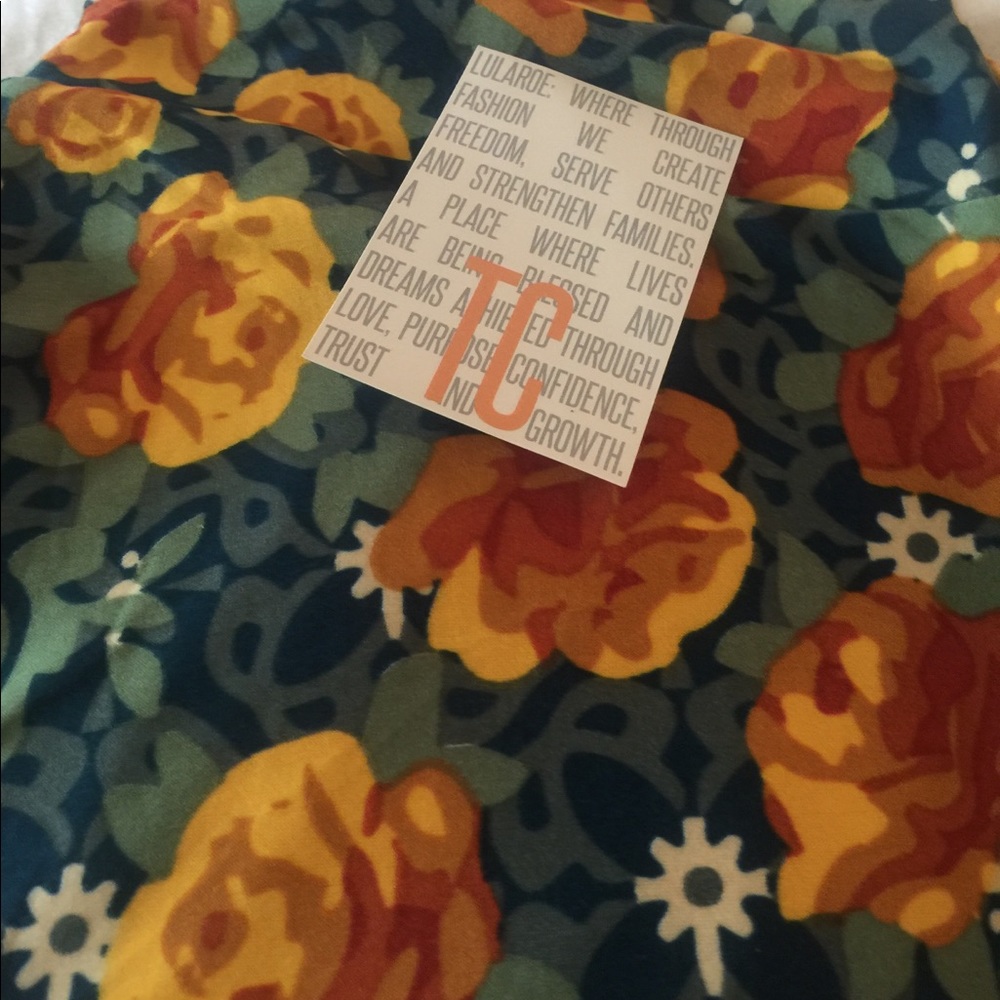 LULAROE: WHERE THROUGH
FASHION WE CREATE
FREEDOM, SERVE OTHERS
AND STRENGTHEN FAMILIES.
A PLACE WHERE LIVES
ARE BEING BLESSED AND
DREAMS ACHIEVED THROUGH
LOVE, PURPOSE, CONFIDENCE,
TRUST AND GROWTH.
TC